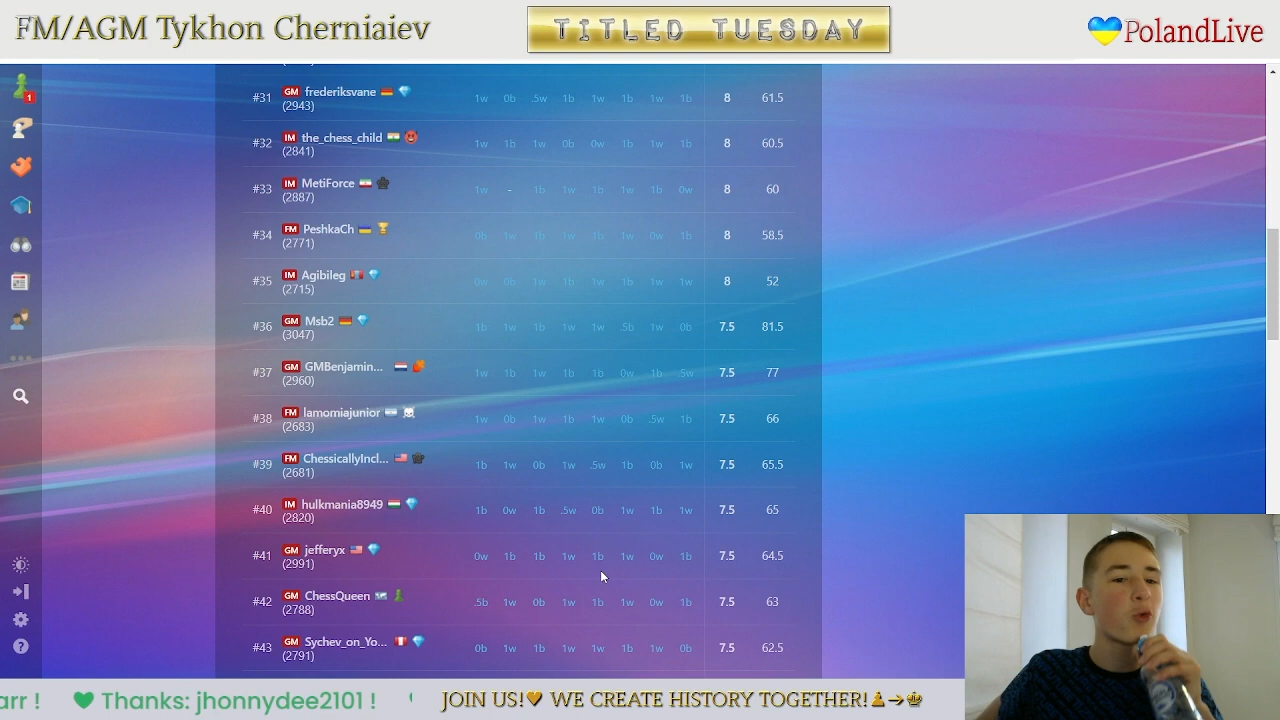 FM/AGM Tykhon Cherniaiev
TITLED TUESDAY
PolandLive
1
#31 GM frederiksvane (2943) 1w 0b .5w 1b 1w 1b 1w 1b 8 61.5
#32 IM the_chess_child (2841) 1w 1b 1w 0b 0w 1b 1w 1b 8 60.5
#33 IM MetiForce (2887) 1w - 1b 1w 1b 1w 1b 0w 8 60
#34 FM PeshkaCh (2771) 0b 1w 1b 1w 1b 1w 0w 1b 8 58.5
#35 IM Agibileg (2715) 0w 0b 1w 1b 1w 1b 1w 1w 8 52
#36 GM Msb2 (3047) 1b 1w 1b 1w 1w .5b 1w 0b 7.5 81.5
#37 GM GMBenjamin... (2960) 1w 1b 1w 1b 1b 0w 1b .5w 7.5 77
#38 FM lamomiajunior (2683) 1w 0b 1w 1b 1w 0b .5w 1b 7.5 66
#39 FM ChessicallyIncl... (2681) 1b 1w 0b 1w .5w 1b 0b 1w 7.5 65.5
#40 IM hulkmania8949 (2820) 1b 0w 1b .5w 0b 1w 1b 1w 7.5 65
#41 GM jefferyx (2991) 0w 1b 1b 1w 1b 1w 0w 1b 7.5 64.5
#42 GM ChessQueen (2788) .5b 1w 0b 1w 1b 1w 0w 1b 7.5 63
#43 GM Sychev_on_Yo... (2791) 0b 1w 1b 1w 1w 1b 1w 0b 7.5 62.5
arr ! Thanks: jhonnydee2101 !
JOIN US! WE CREATE HISTORY TOGETHER!